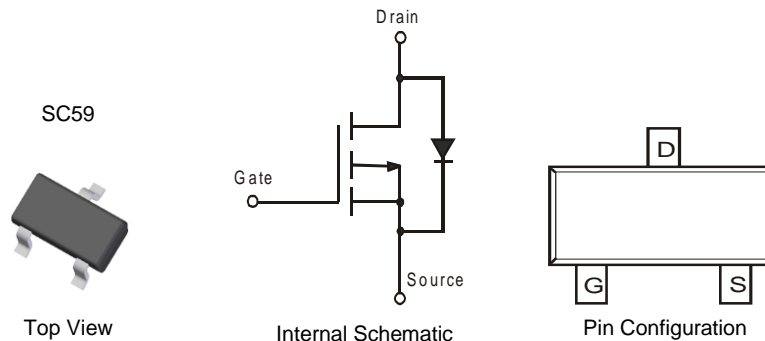 Drain
SC59
D
Gate
G
S
Source
Top View
Internal Schematic
Pin Configuration